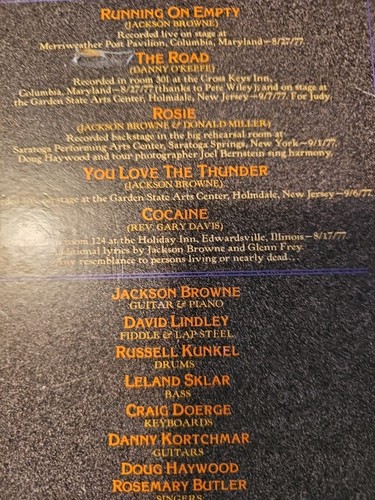 RUNNING ON EMPTY
(JACKSON BROWNE)
Recorded live on stage at
Merriweather Post Pavilion, Columbia, Maryland—8/27/77.
THE ROAD
(DANNY O'KEEFE)
Recorded in room 301 at the Cross Keys Inn,
Columbia, Maryland—8/27/77 (thanks to Pete Wiley); and on stage at
the Garden State Arts Center, Holmdale, New Jersey—9/7/77. For Judy.
ROSIE
(JACKSON BROWNE & DONALD MILLER)
Recorded backstage in the big rehearsal room at
Saratoga Performing Arts Center, Saratoga Springs, New York—9/1/77.
Doug Haywood and tour photographer Joel Bernstein sing harmony.
YOU LOVE THE THUNDER
(JACKSON BROWNE)
on stage at the Garden State Arts Center, Holmdale, New Jersey—9/6/77.
COCAINE
(REV. GARY DAVIS)
room 124 at the Holiday Inn, Edwardsville, Illinois—8/17/77.
lyrics by Jackson Browne and Glenn Frey.
any resemblance to persons living or nearly dead...
JACKSON BROWNE
GUITAR & PIANO
DAVID LINDLEY
FIDDLE & LAP STEEL
RUSSELL KUNKEL
DRUMS
LELAND SKLAR
BASS
CRAIG DOERGE
KEYBOARDS
DANNY KORTCHMAR
GUITARS
DOUG HAYWOOD
ROSEMARY BUTLER
SINGERS